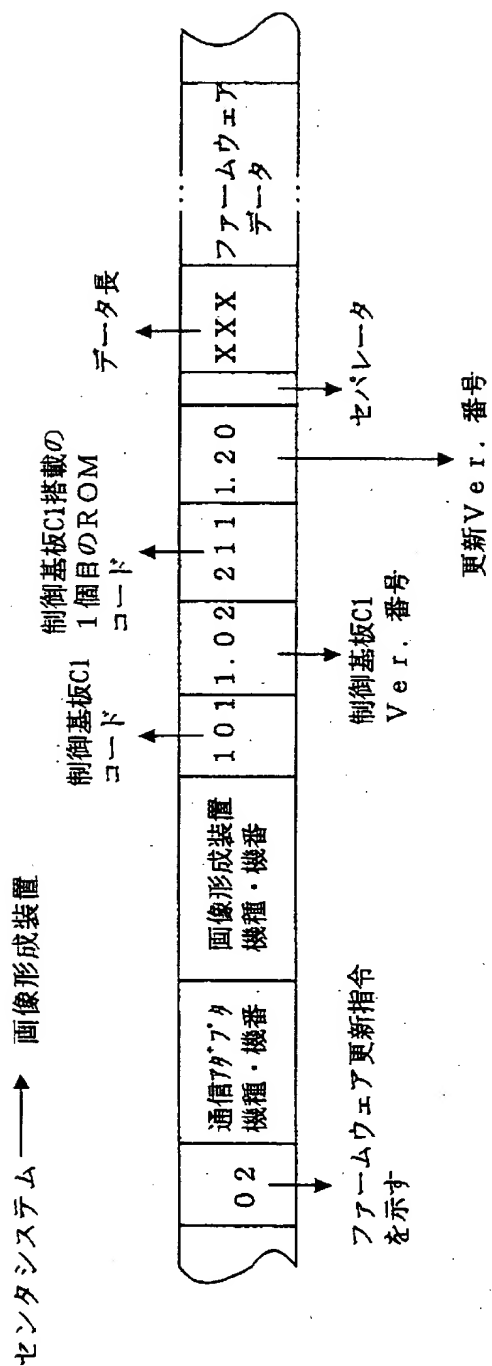 センタシステム → 画像形成装置
制御基板C1
コード
制御基板C1搭載の
1個目のROM
コード
データ長
02
通信アダプタ
機種・機番
画像形成装置
機種・機番
101
1.02
211
1.20
XXX
ファームウェア
データ
ファームウェア更新指令
を示す
制御基板C1
Ver. 番号
更新Ver. 番号
セパレータ